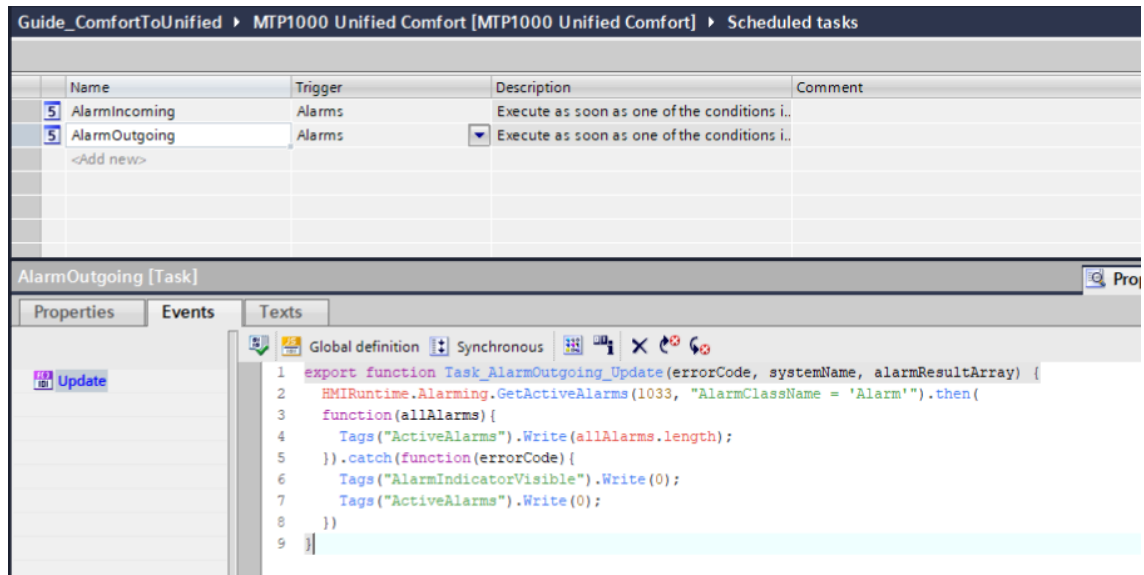 Guide_ComfortToUnified ▸ MTP1000 Unified Comfort [MTP1000 Unified Comfort] ▸ Scheduled tasks
Name Trigger Description Comment
5 AlarmIncoming Alarms Execute as soon as one of the conditions i..
5 AlarmOutgoing Alarms Execute as soon as one of the conditions i..
<Add new>
AlarmOutgoing [Task] Prop
Properties Events Texts
Global definition Synchronous
Update
1 export function Task_AlarmOutgoing_Update(errorCode, systemName, alarmResultArray) {
2 HMIRuntime.Alarming.GetActiveAlarms(1033, "AlarmClassName = 'Alarm'").then(
3 function(allAlarms){
4 Tags("ActiveAlarms").Write(allAlarms.length);
5 }).catch(function(errorCode){
6 Tags("AlarmIndicatorVisible").Write(0);
7 Tags("ActiveAlarms").Write(0);
8 })
9 }